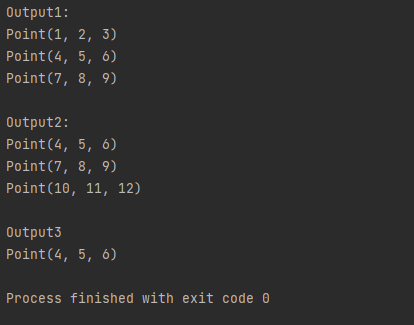 Output1:
Point(1, 2, 3)
Point(4, 5, 6)
Point(7, 8, 9)
Output2:
Point(4, 5, 6)
Point(7, 8, 9)
Point(10, 11, 12)
Output3
Point(4, 5, 6)
Process finished with exit code 0